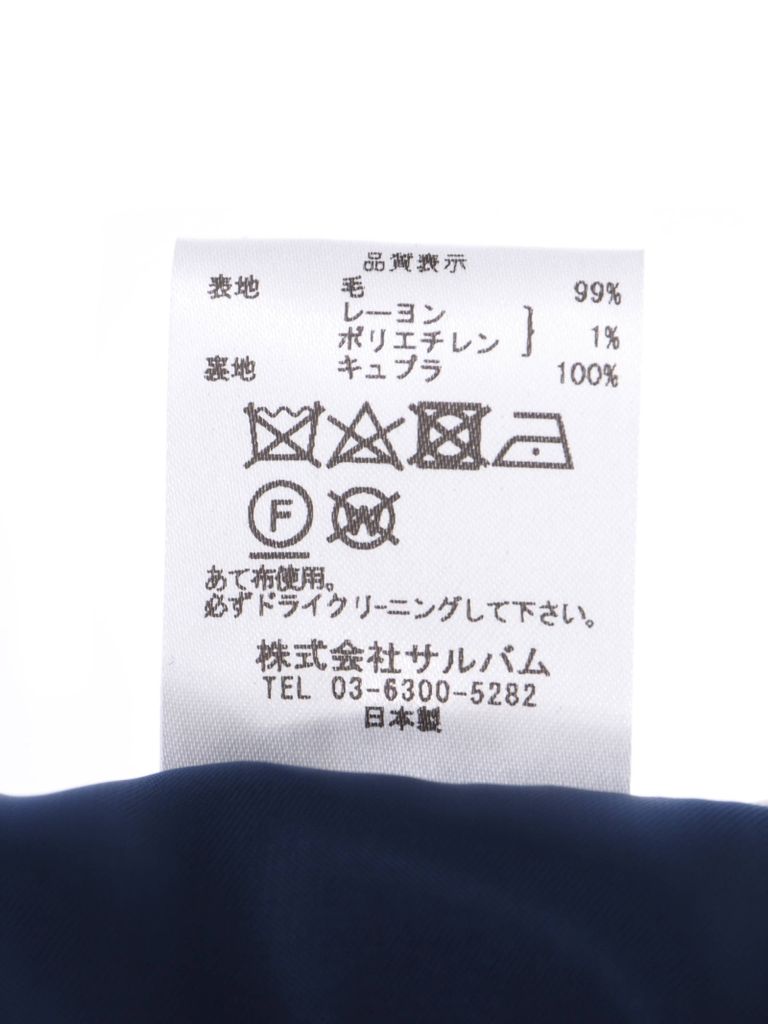 品質表示
表地 毛 99%
レーヨン
ポリエチレン } 1%
裏地 キュプラ 100%
F W
あて布使用。
必ずドライクリーニングして下さい。
株式会社サルバム
TEL 03-6300-5282
日本製